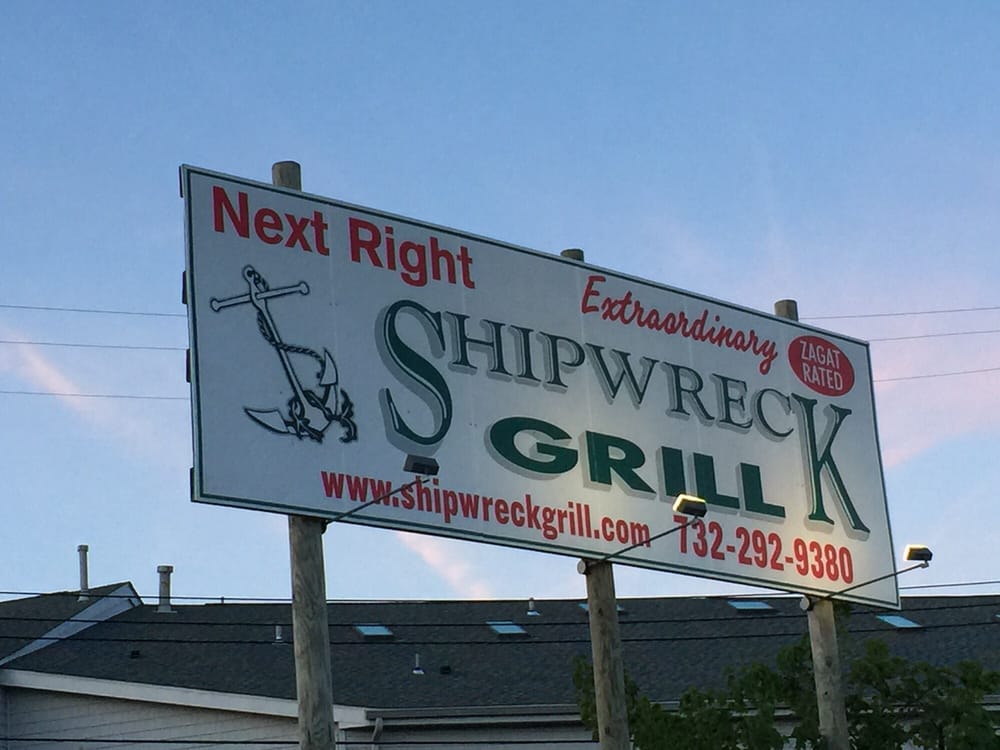 Next Right
Extraordinary
ZAGAT
RATED
SHIPWRECK
GRILL
www.shipwreckgrill.com
732-292-9380